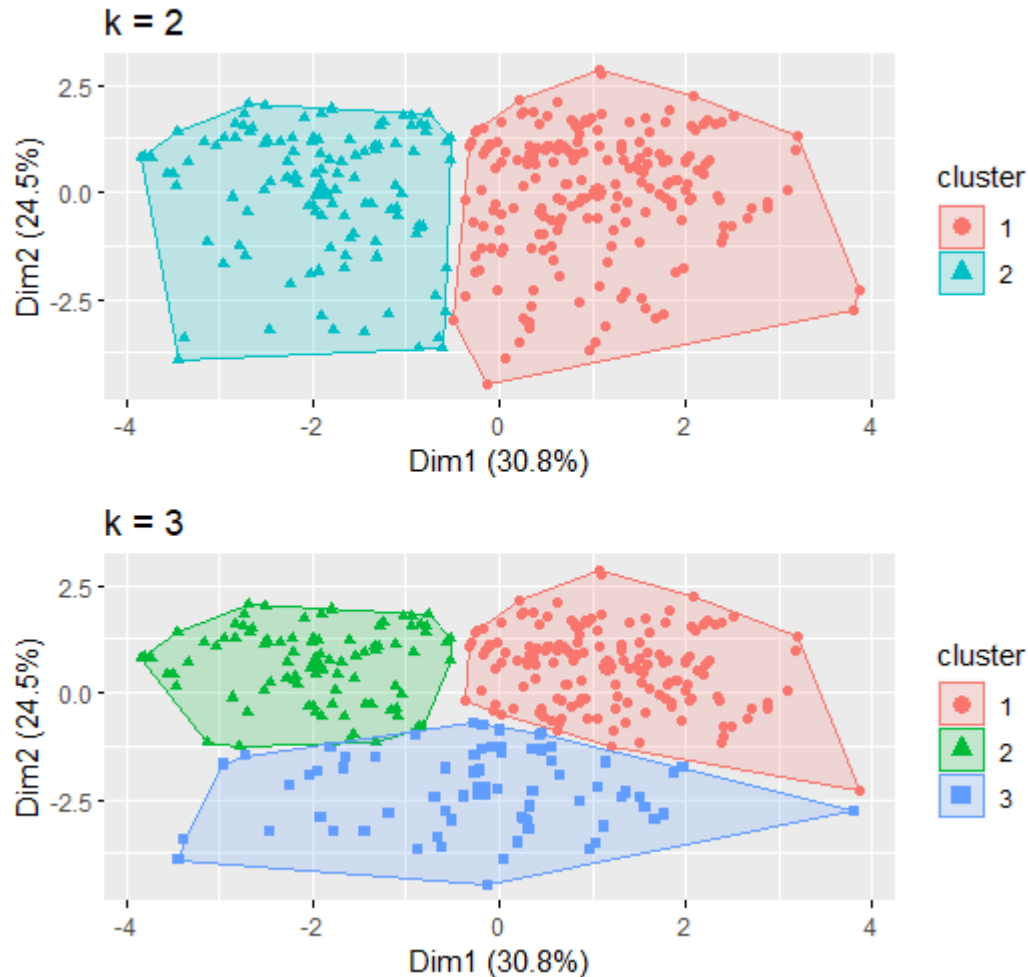 k = 2
2.5
0.0
-2.5
Dim2 (24.5%)
-4 -2 0 2 4
Dim1 (30.8%)
cluster
1
2
k = 3
2.5
0.0
-2.5
Dim2 (24.5%)
-4 -2 0 2 4
Dim1 (30.8%)
cluster
1
2
3